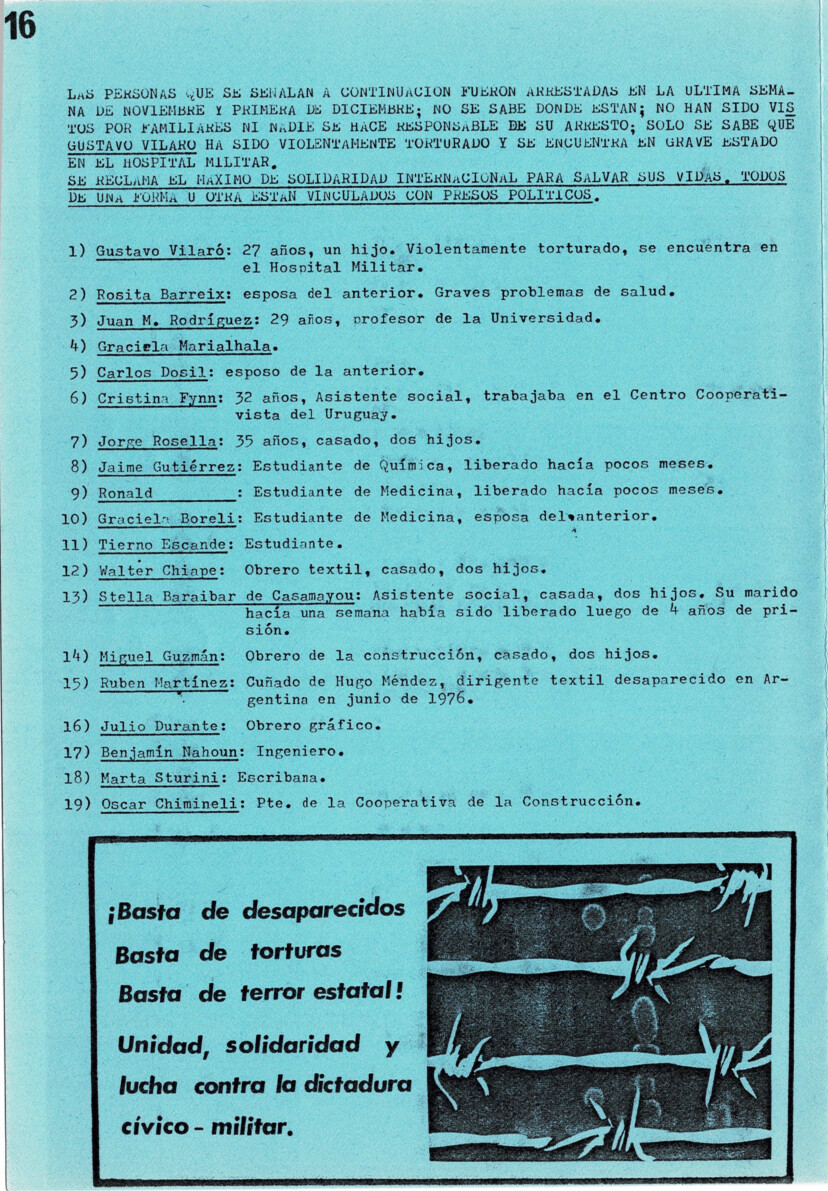 16
LAS PERSONAS QUE SE SEÑALAN A CONTINUACION FUERON ARRESTADAS EN LA ULTIMA SEMA-
NA DE NOVIEMBRE Y PRIMERA DE DICIEMBRE; NO SE SABE DONDE ESTAN; NO HAN SIDO VIS
TOS POR FAMILIARES NI NADIE SE HACE RESPONSABLE DE SU ARRESTO; SOLO SE SABE QUE
GUSTAVO VILARO HA SIDO VIOLENTAMENTE TORTURADO Y SE ENCUENTRA EN GRAVE ESTADO
EN EL HOSPITAL MILITAR.
SE RECLAMA EL MAXIMO DE SOLIDARIDAD INTERNACIONAL PARA SALVAR SUS VIDAS. TODOS
DE UNA FORMA U OTRA ESTAN VINCULADOS CON PRESOS POLITICOS.
1) Gustavo Vilaró: 27 años, un hijo. Violentamente torturado, se encuentra en
el Hospital Militar.
2) Rosita Barreix: esposa del anterior. Graves problemas de salud.
3) Juan M. Rodríguez: 29 años, profesor de la Universidad.
4) Graciela Marialhala.
5) Carlos Dosil: esposo de la anterior.
6) Cristina Fynn: 32 años, Asistente social, trabajaba en el Centro Cooperati-
vista del Uruguay.
7) Jorge Rosella: 35 años, casado, dos hijos.
8) Jaime Gutiérrez: Estudiante de Química, liberado hacía pocos meses.
9) Ronald ________: Estudiante de Medicina, liberado hacía pocos meses.
10) Graciela Boreli: Estudiante de Medicina, esposa del anterior.
11) Tierno Escande: Estudiante.
12) Walter Chiape: Obrero textil, casado, dos hijos.
13) Stella Baraibar de Casamayou: Asistente social, casada, dos hijos. Su marido
hacía una semana había sido liberado luego de 4 años de pri-
sión.
14) Miguel Guzmán: Obrero de la construcción, casado, dos hijos.
15) Ruben Martínez: Cuñado de Hugo Méndez, dirigente textil desaparecido en Ar-
gentina en junio de 1976.
16) Julio Durante: Obrero gráfico.
17) Benjamín Nahoun: Ingeniero.
18) Marta Sturini: Escribana.
19) Oscar Chimineli: Pte. de la Cooperativa de la Construcción.
¡Basta de desaparecidos
Basta de torturas
Basta de terror estatal!
Unidad, solidaridad y
lucha contra la dictadura
cívico - militar.